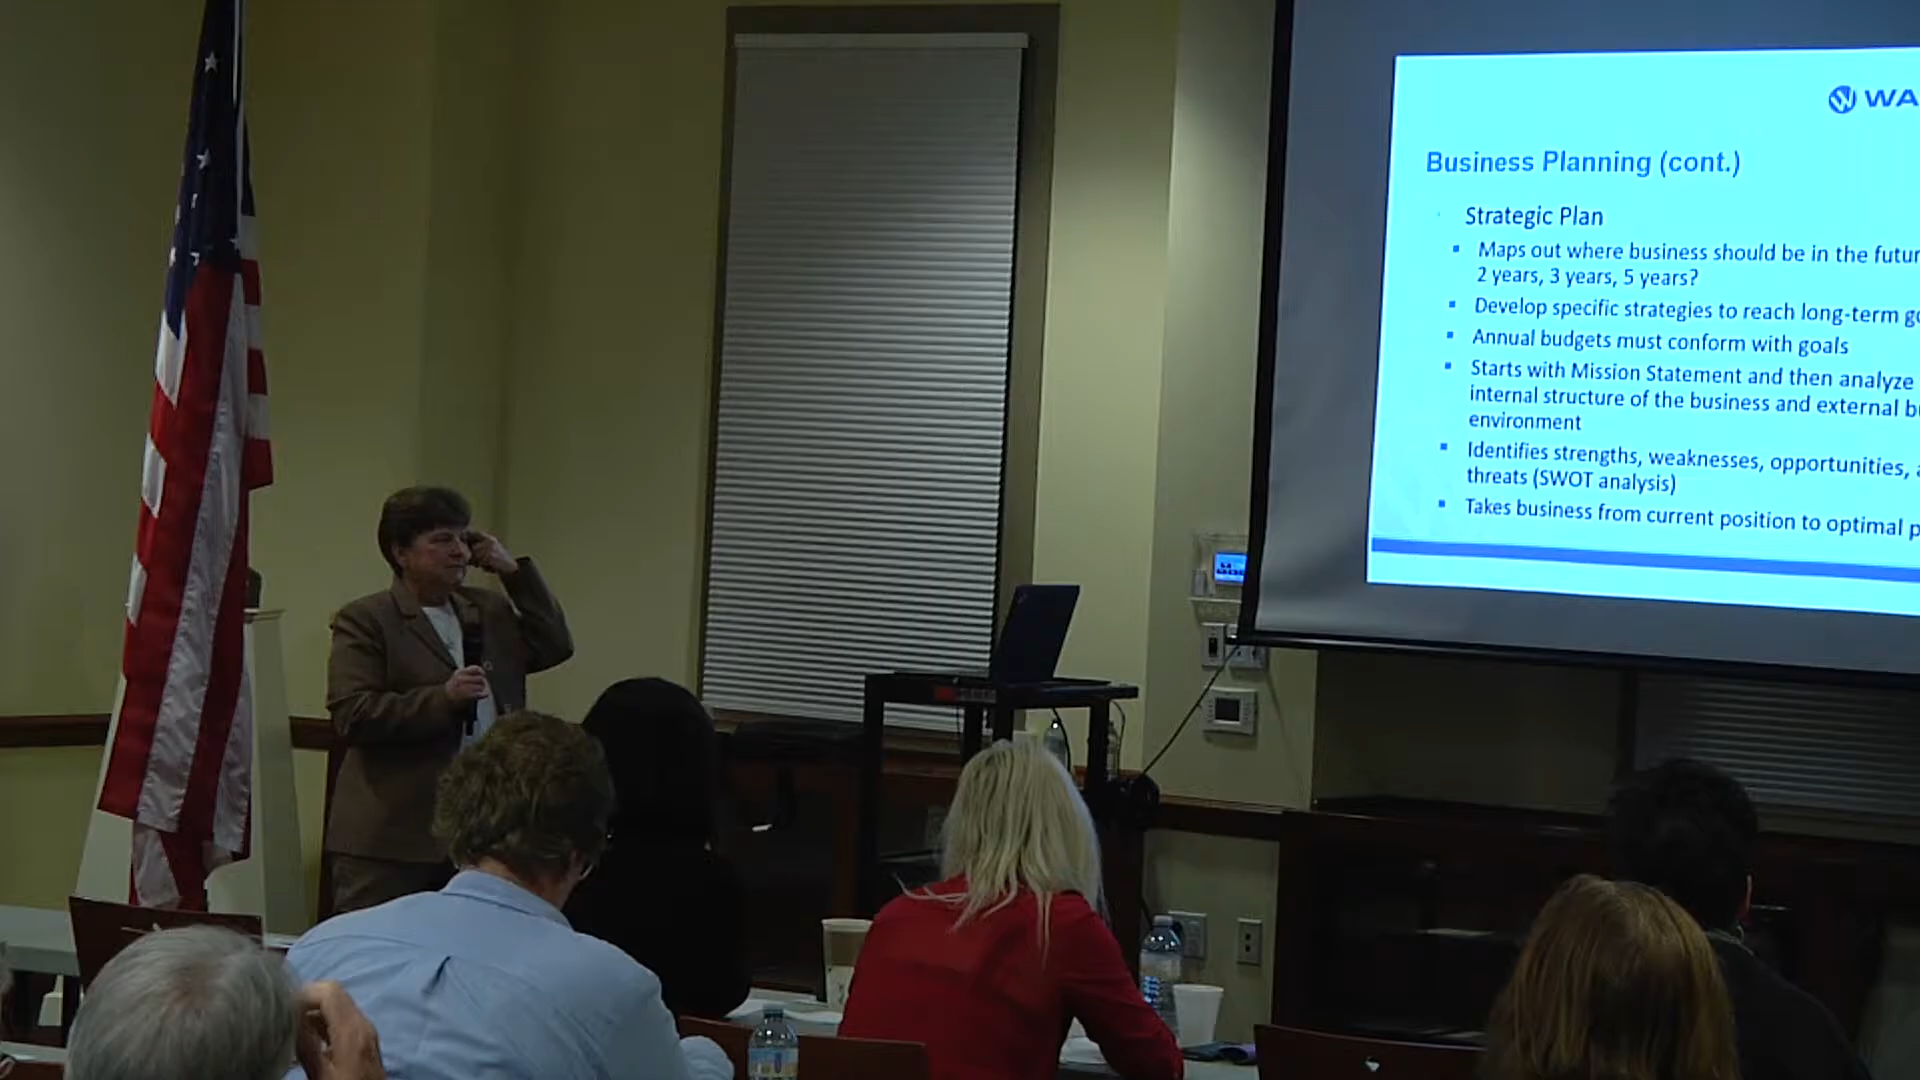 WA
Business Planning (cont.)
Strategic Plan
Maps out where business should be in the futur
2 years, 3 years, 5 years?
Develop specific strategies to reach long-term go
Annual budgets must conform with goals
Starts with Mission Statement and then analyze
internal structure of the business and external b
environment
Identifies strengths, weaknesses, opportunities,
threats (SWOT analysis)
Takes business from current position to optimal p